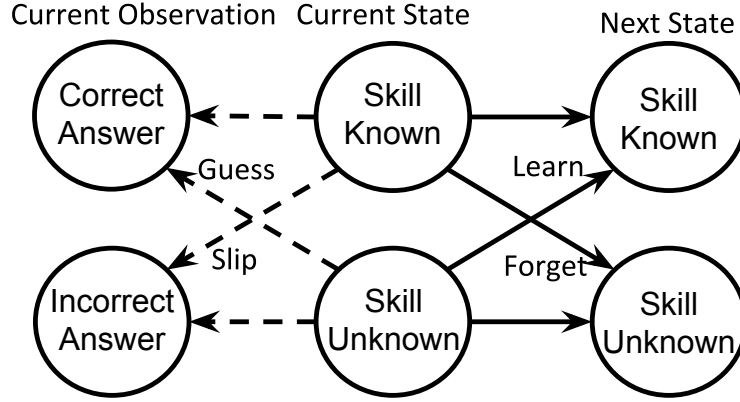 Current Observation
Current State
Next State
Correct
Answer
Skill
Known
Skill
Known
Guess
Learn
Slip
Forget
Incorrect
Answer
Skill
Unknown
Skill
Unknown